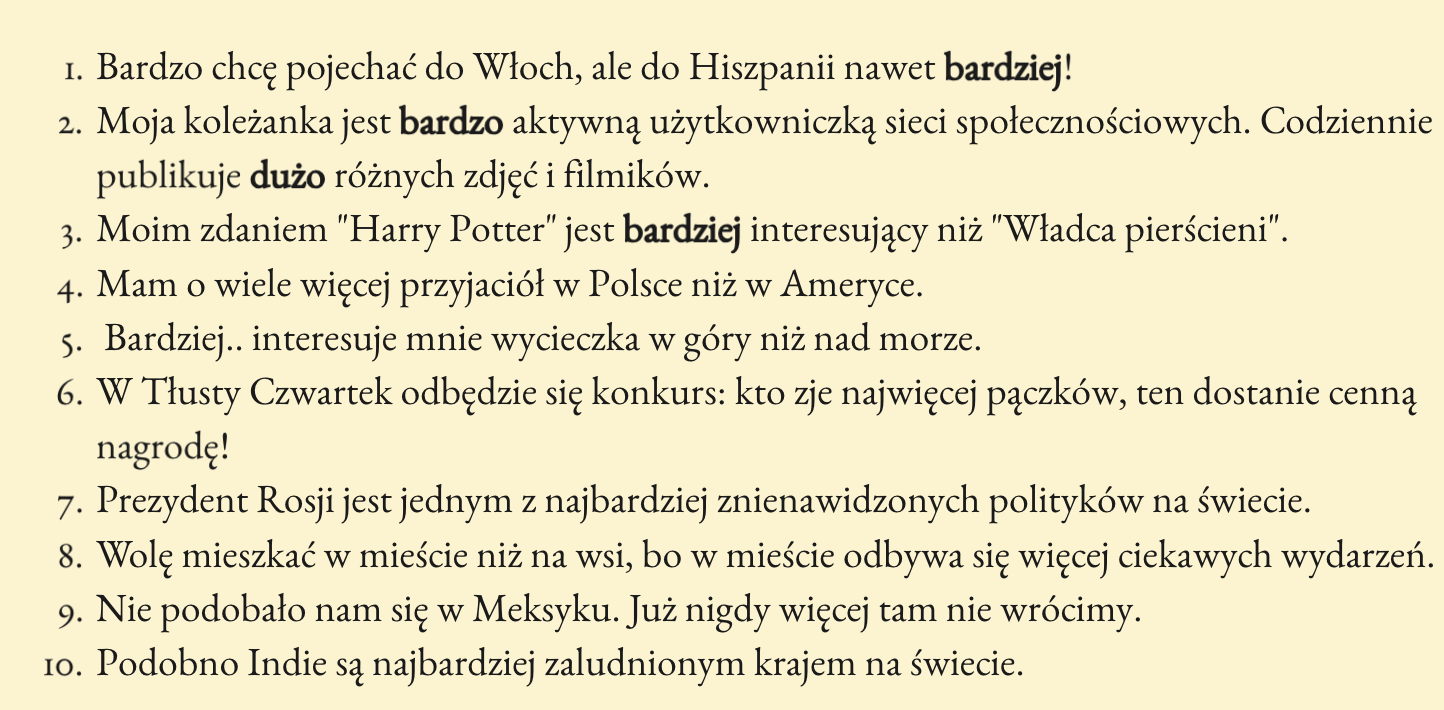 1. Bardzo chcę pojechać do Włoch, ale do Hiszpanii nawet bardziej!
2. Moja koleżanka jest bardzo aktywną użytkowniczką sieci społecznościowych. Codziennie
publikuje dużo różnych zdjęć i filmików.
3. Moim zdaniem "Harry Potter" jest bardziej interesujący niż "Władca pierścieni".
4. Mam o wiele więcej przyjaciół w Polsce niż w Ameryce.
5. Bardziej.. interesuje mnie wycieczka w góry niż nad morze.
6. W Tłusty Czwartek odbędzie się konkurs: kto zje najwięcej pączków, ten dostanie cenną
nagrodę!
7. Prezydent Rosji jest jednym z najbardziej znienawidzonych polityków na świecie.
8. Wolę mieszkać w mieście niż na wsi, bo w mieście odbywa się więcej ciekawych wydarzeń.
9. Nie podobało nam się w Meksyku. Już nigdy więcej tam nie wrócimy.
10. Podobno Indie są najbardziej zaludnionym krajem na świecie.